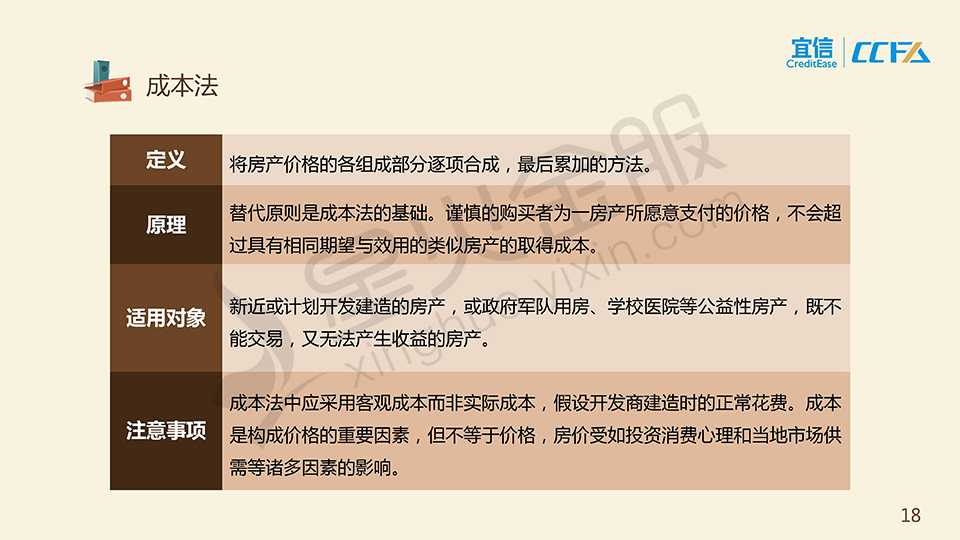 宜信
CreditEase
CCFA
成本法
定义
将房产价格的各组成部分逐项合成，最后累加的方法。
原理
替代原则是成本法的基础。谨慎的购买者为一房产所愿意支付的价格，不会超
过具有相同期望与效用的类似房产的取得成本。
适用对象
新近或计划开发建造的房产，或政府军队用房、学校医院等公益性房产，既不
能交易，又无法产生收益的房产。
注意事项
成本法中应采用客观成本而非实际成本，假设开发商建造时的正常花费。成本
是构成价格的重要因素，但不等于价格，房价受如投资消费心理和当地市场供
需等诸多因素的影响。
星火金服
xinghuo.yixin.com
18